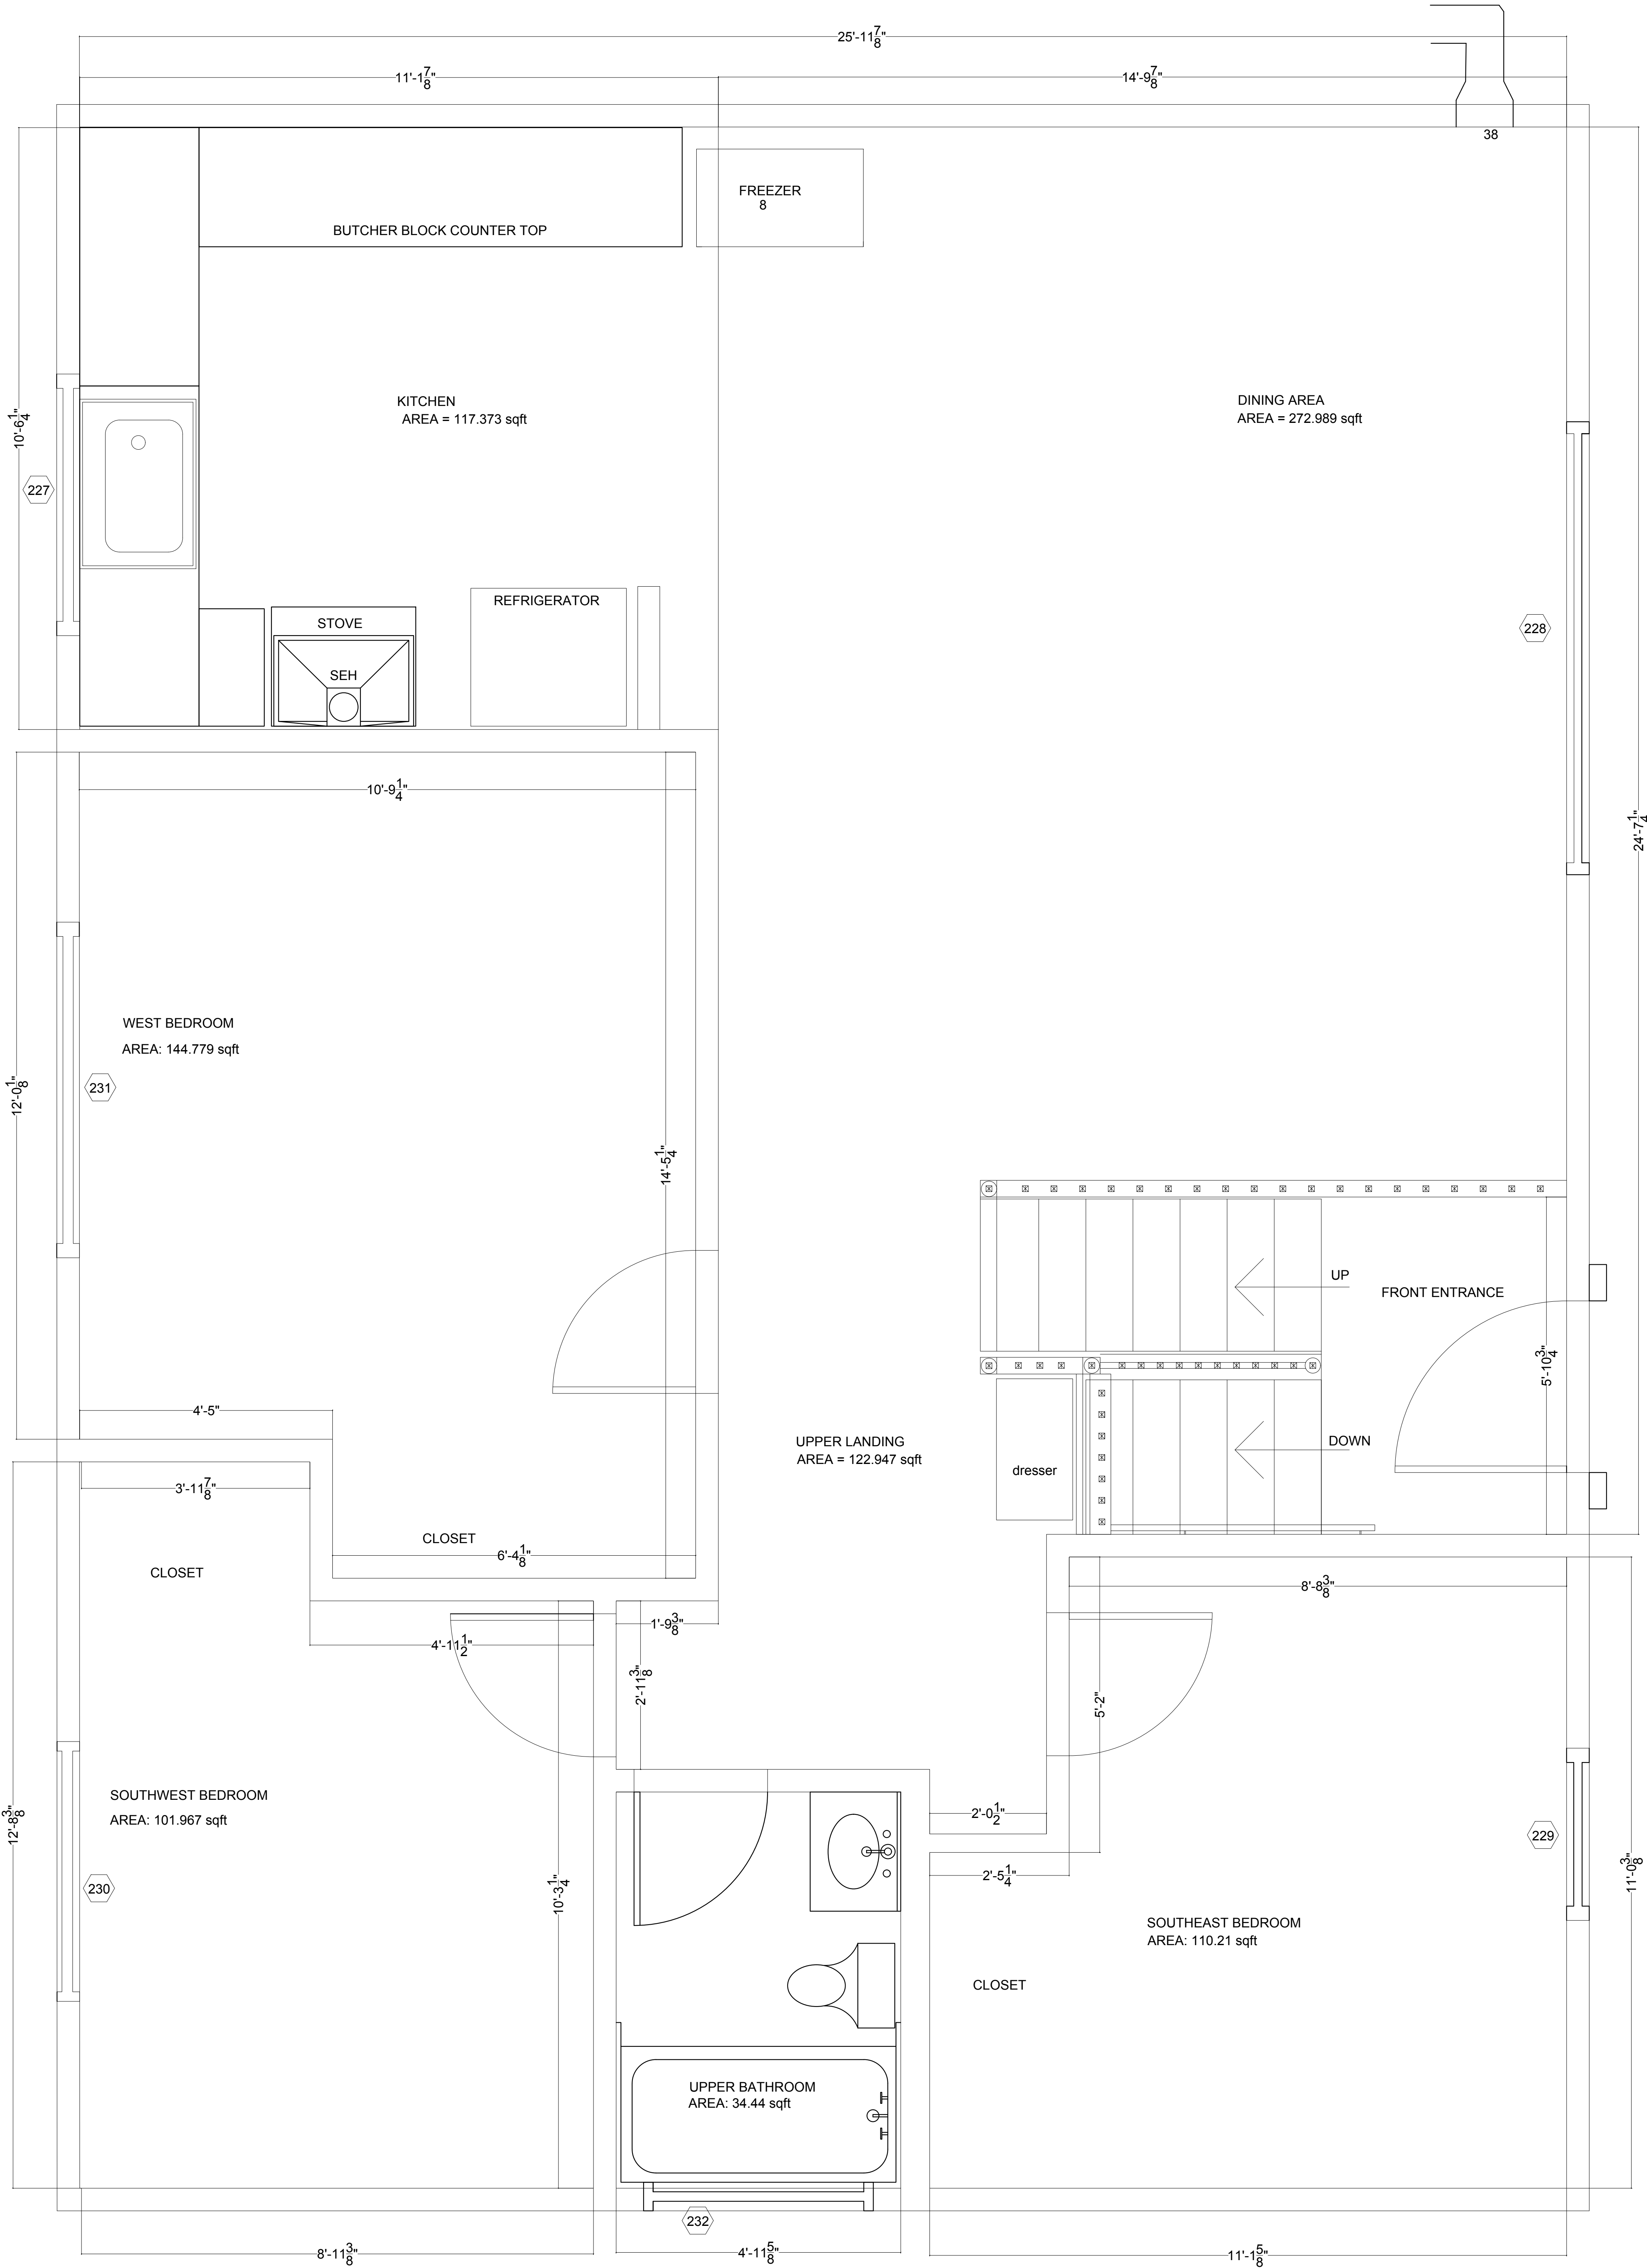 25'-11 7/8"
11'-1 7/8"
14'-9 7/8"
38
FREEZER
8
BUTCHER BLOCK COUNTER TOP
KITCHEN
AREA = 117.373 sqft
DINING AREA
AREA = 272.989 sqft
10'-6 1/4"
227
REFRIGERATOR
STOVE
SEH
228
10'-9 1/4"
24'-7 1/4"
WEST BEDROOM
AREA: 144.779 sqft
231
12'-0 1/8"
14'-5 1/4"
UP
FRONT ENTRANCE
5'-10 3/4"
4'-5"
UPPER LANDING
AREA = 122.947 sqft
DOWN
dresser
3'-11 7/8"
CLOSET
6'-4 1/8"
CLOSET
8'-8 3/8"
1'-9 3/8"
4'-11 1/2"
2'-11 3/8"
5'-2"
SOUTHWEST BEDROOM
AREA: 101.967 sqft
12'-8 3/8"
2'-0 1/2"
229
2'-5 1/4"
11'-0 3/8"
230
10'-3 1/4"
SOUTHEAST BEDROOM
AREA: 110.21 sqft
CLOSET
UPPER BATHROOM
AREA: 34.44 sqft
232
8'-11 3/8"
4'-11 5/8"
11'-1 5/8"